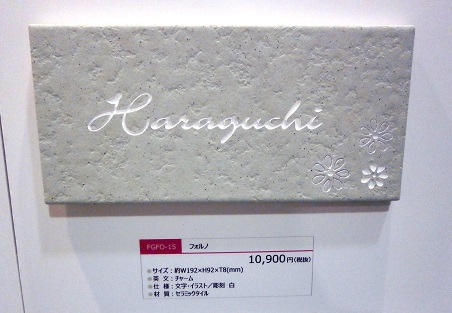 Haraguchi
FGFO-15 フォルノ
10,900円(税抜)
●サイズ：約W192×H92×T8(mm)
●英 文：チャーム
●仕 様：文字・イラスト／彫刻 白
●材 質：セラミックタイル